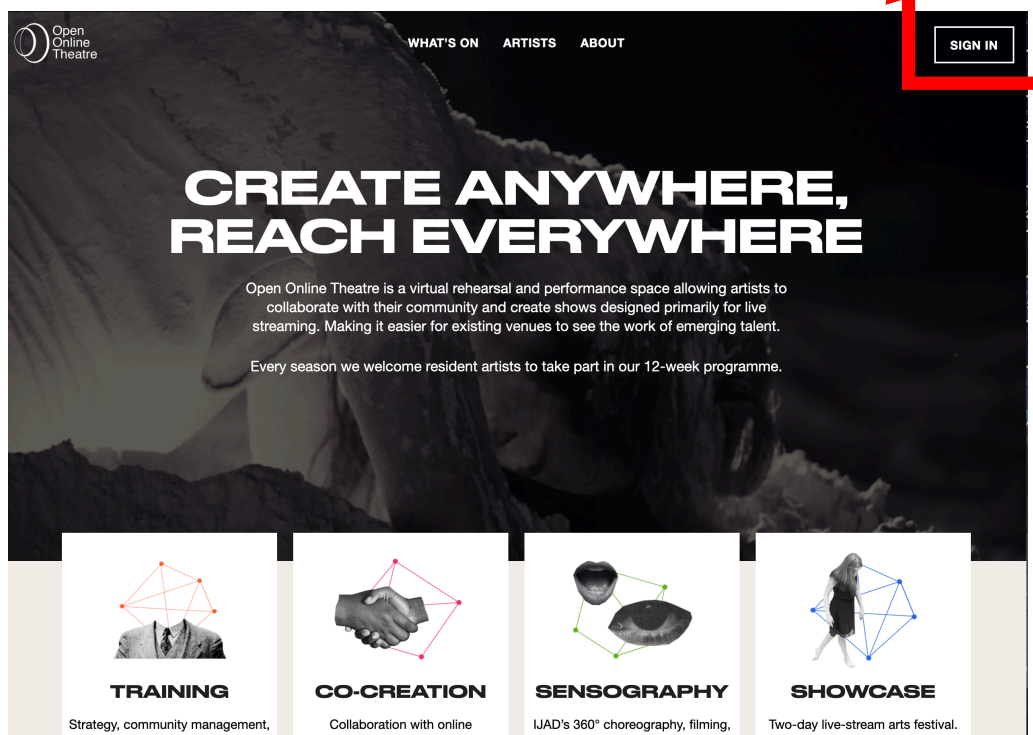 Open
Online
Theatre
WHAT'S ON
ARTISTS
ABOUT
SIGN IN
CREATE ANYWHERE,
REACH EVERYWHERE
Open Online Theatre is a virtual rehearsal and performance space allowing artists to
collaborate with their community and create shows designed primarily for live
streaming. Making it easier for existing venues to see the work of emerging talent.
Every season we welcome resident artists to take part in our 12-week programme.
TRAINING
Strategy, community management,
CO-CREATION
Collaboration with online
SENSOGRAPHY
IJAD's 360° choreography, filming,
SHOWCASE
Two-day live-stream arts festival.